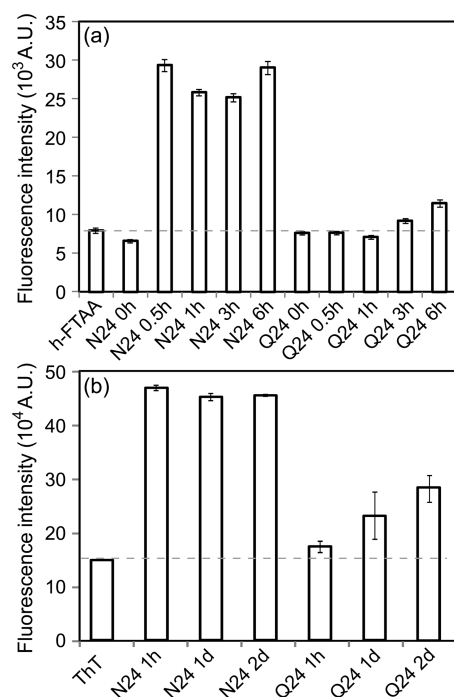 (a)
Fluorescence intensity (10³ A.U.)
35
30
25
20
15
10
5
0
h-FTAA
N24 0h
N24 0.5h
N24 1h
N24 3h
N24 6h
Q24 0h
Q24 0.5h
Q24 1h
Q24 3h
Q24 6h
(b)
Fluorescence intensity (10⁴ A.U.)
50
40
30
20
10
0
ThT
N24 1h
N24 1d
N24 2d
Q24 1h
Q24 1d
Q24 2d